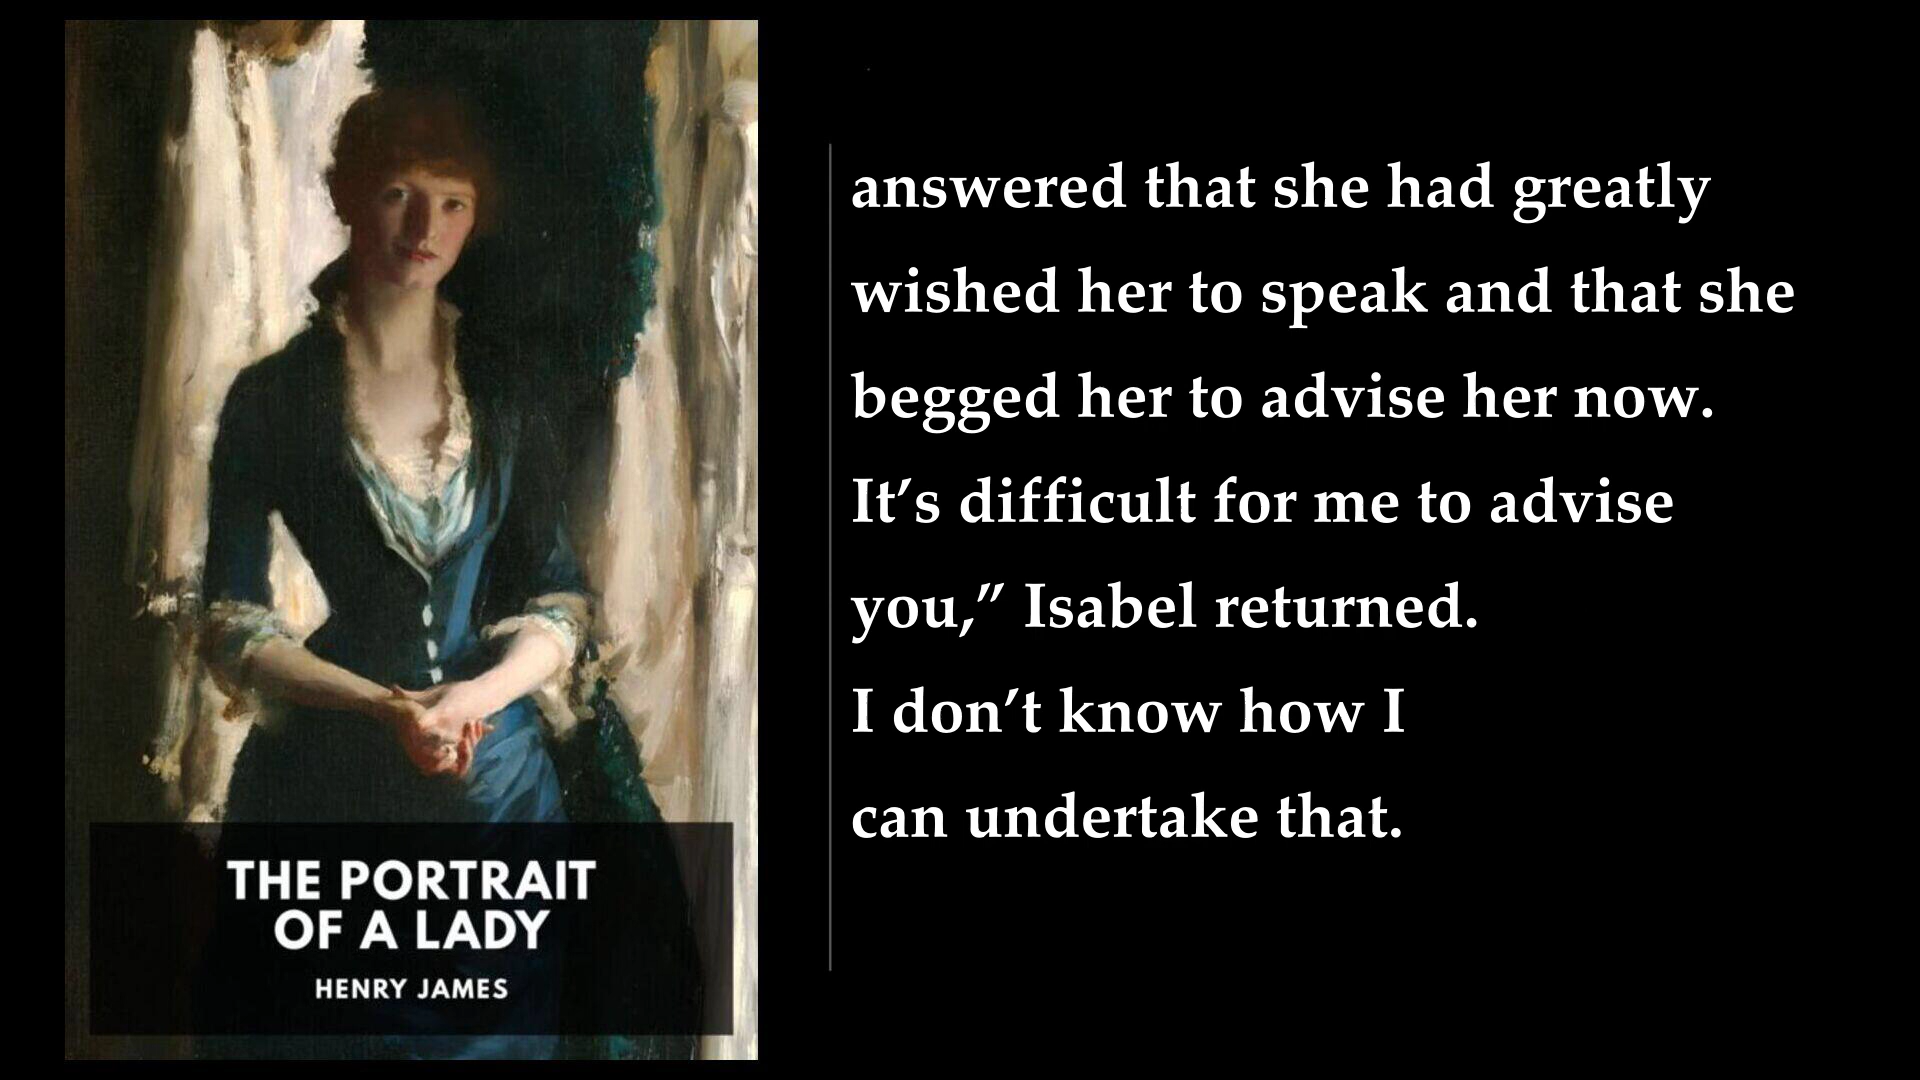 THE PORTRAIT
OF A LADY
HENRY JAMES
answered that she had greatly
wished her to speak and that she
begged her to advise her now.
It’s difficult for me to advise
you,” Isabel returned.
I don’t know how I
can undertake that.